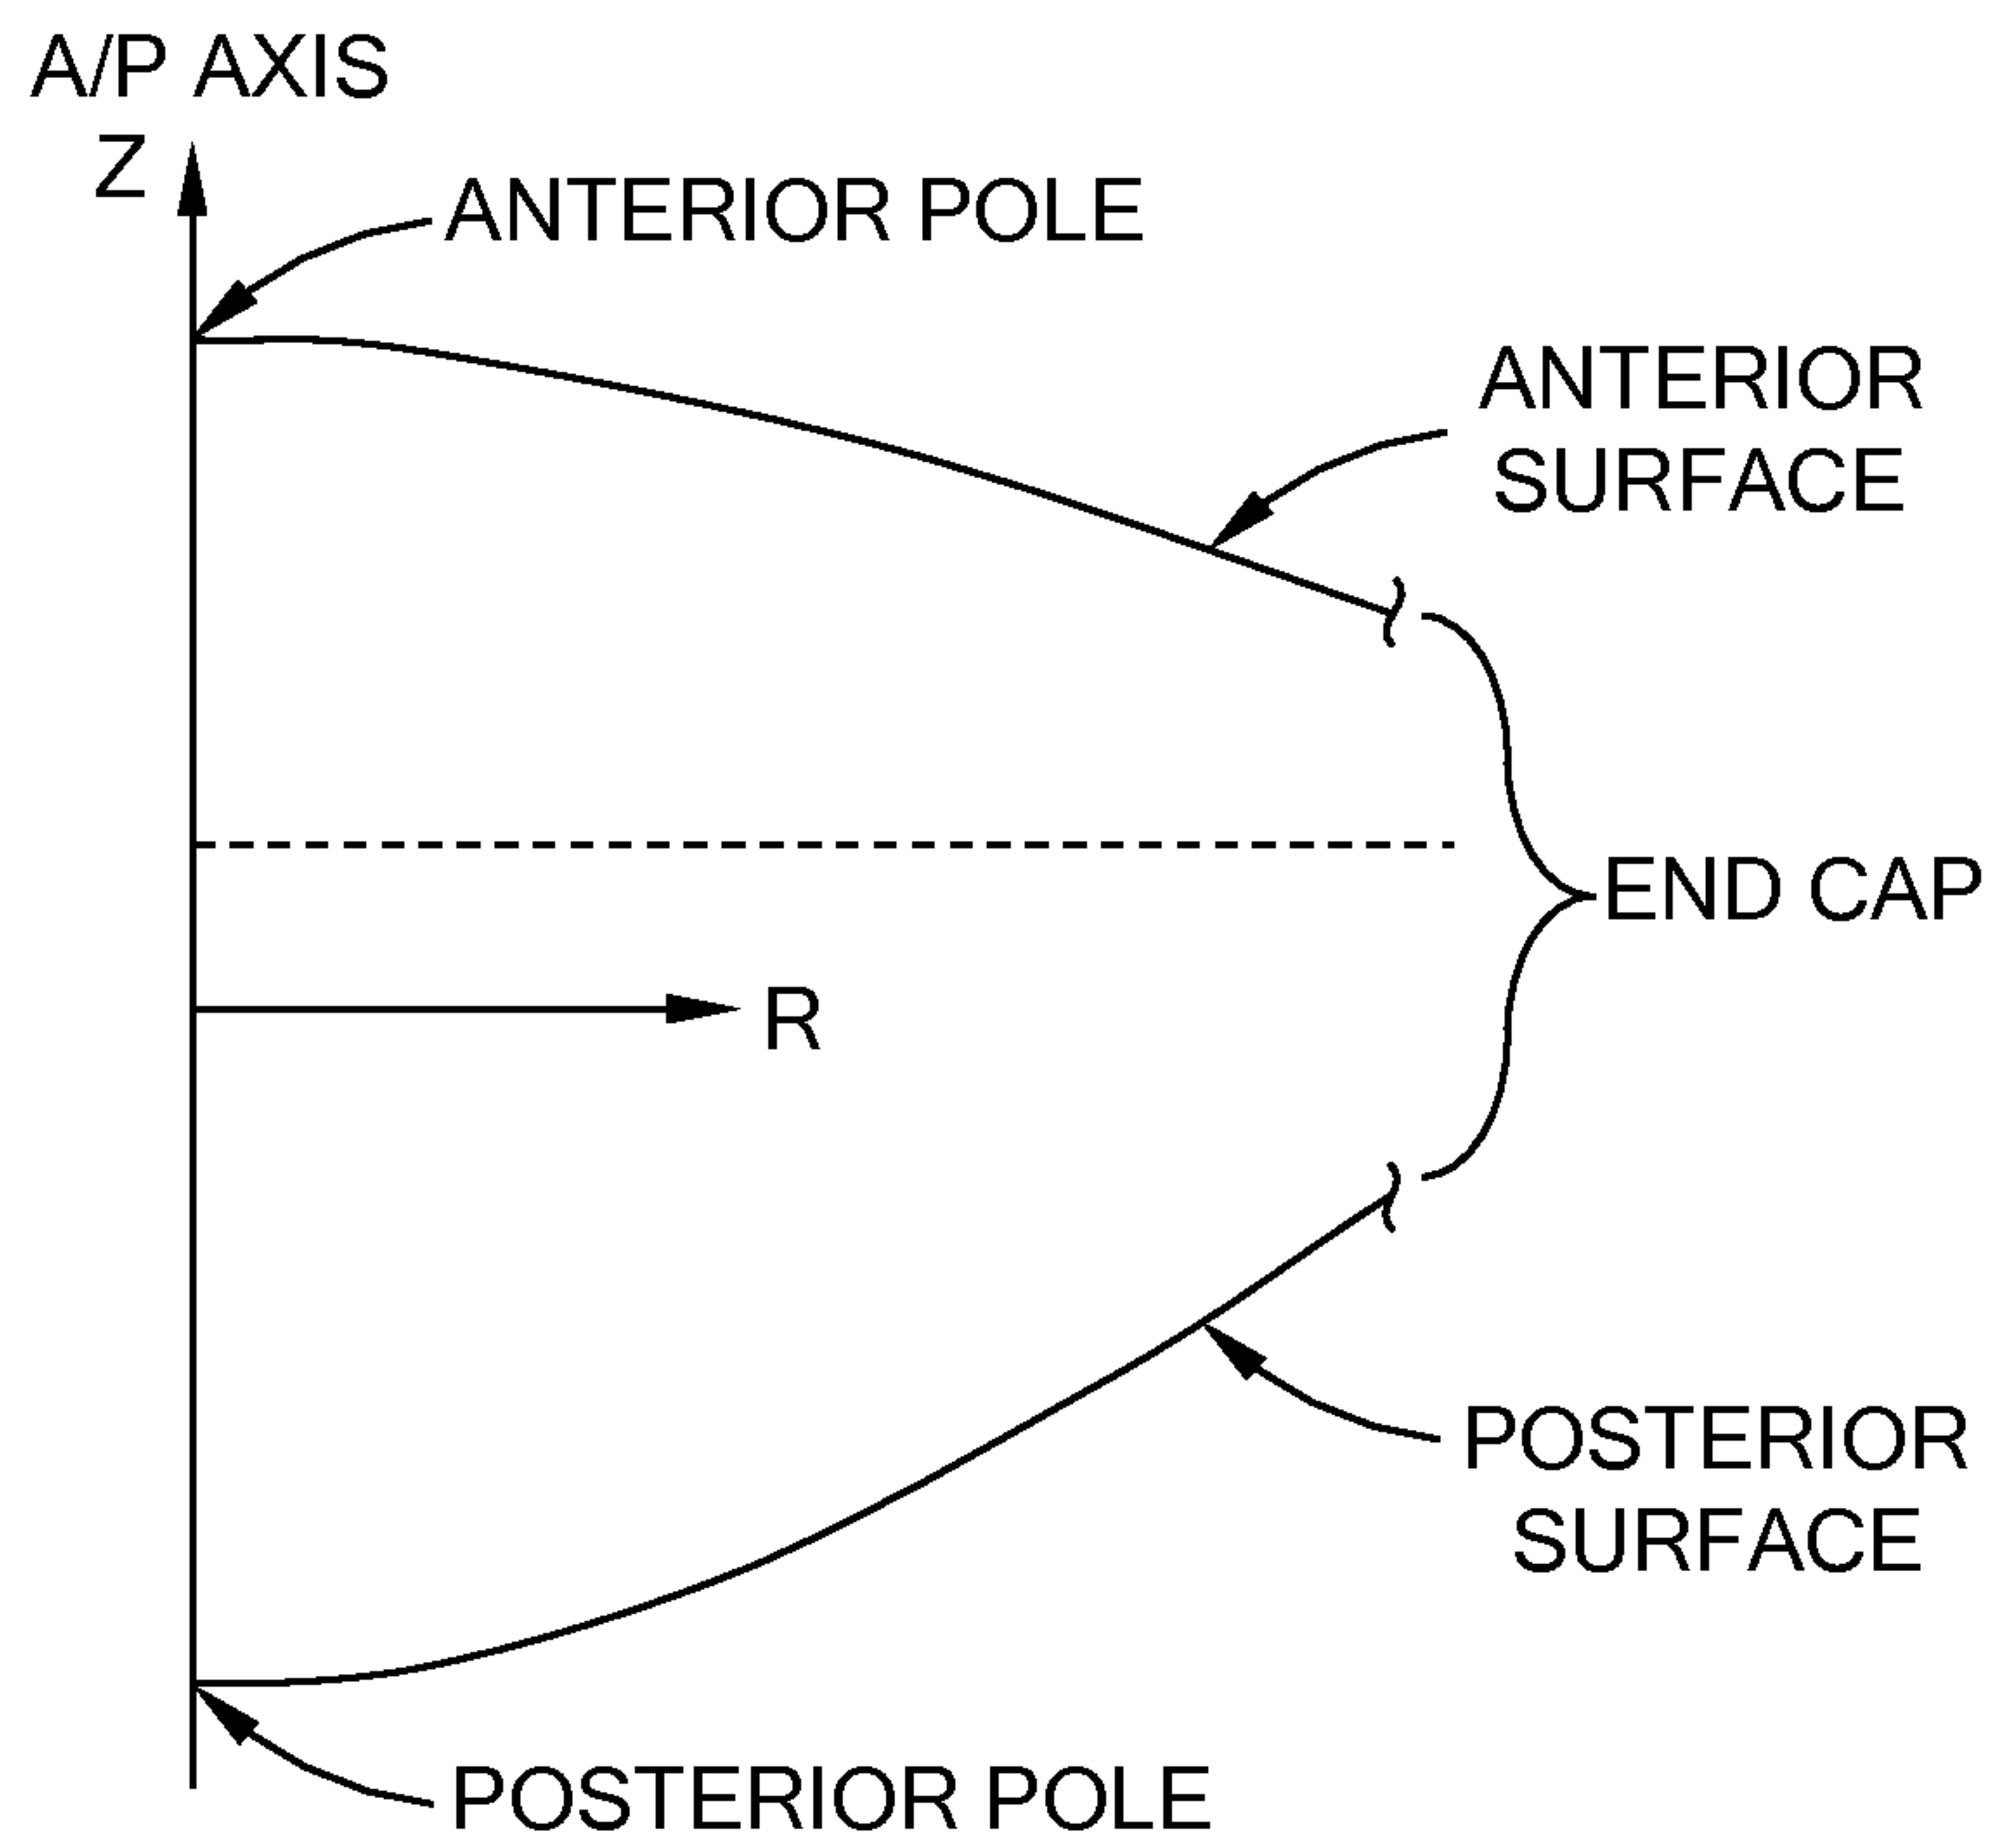 A/P AXIS
Z
ANTERIOR POLE
ANTERIOR
SURFACE
END CAP
R
POSTERIOR
SURFACE
POSTERIOR POLE